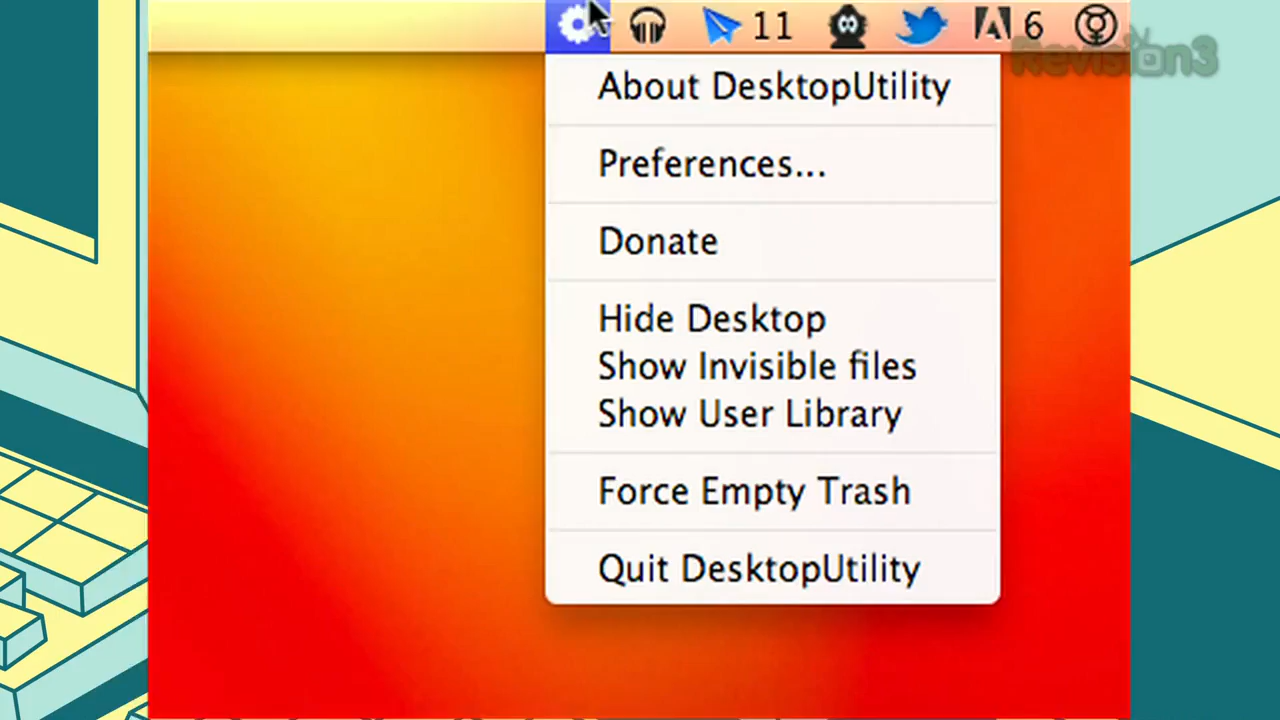 11
6
Revision3
About DesktopUtility
Preferences...
Donate
Hide Desktop
Show Invisible files
Show User Library
Force Empty Trash
Quit DesktopUtility